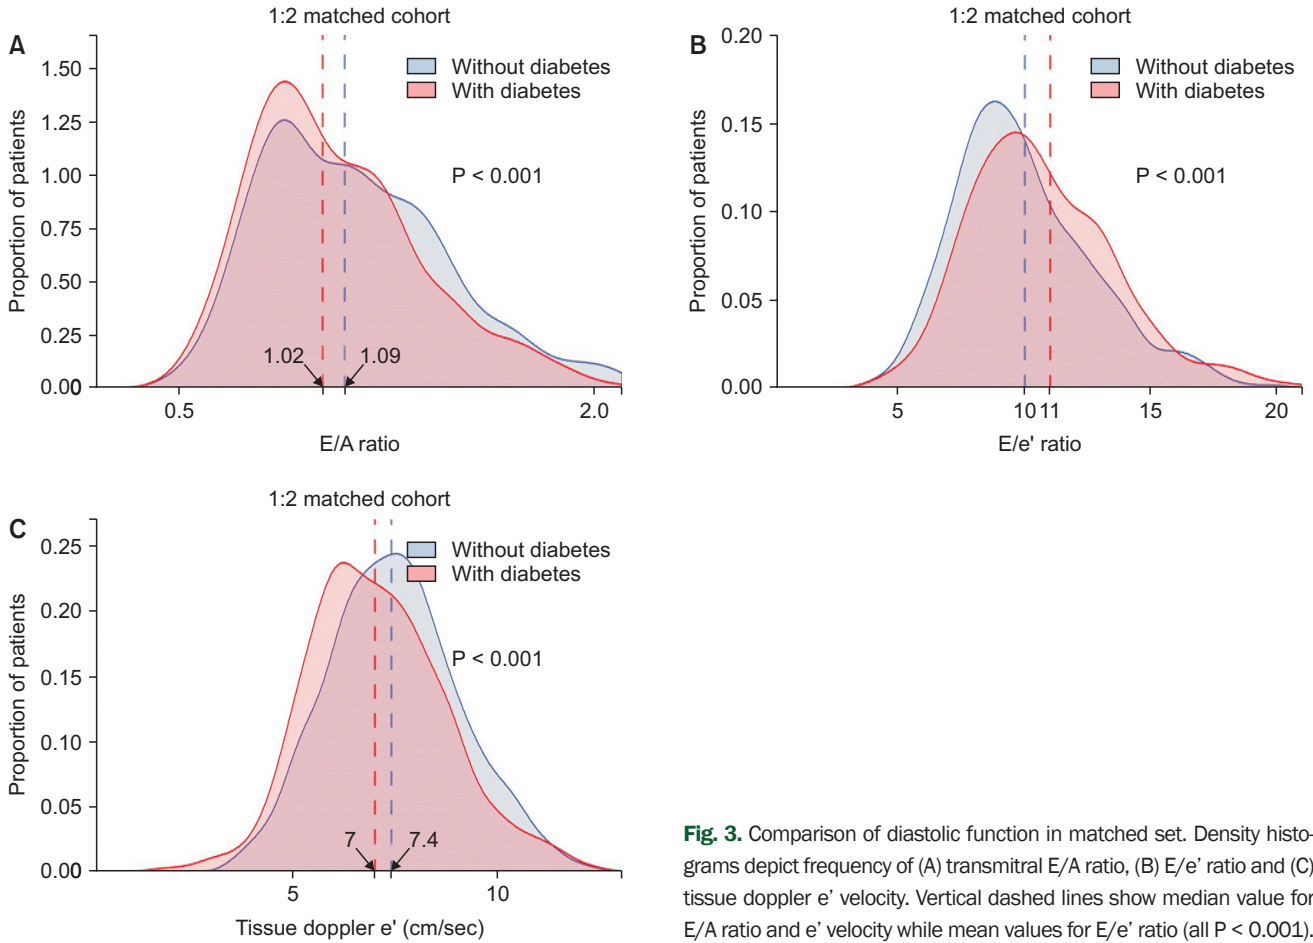 A
1:2 matched cohort
Without diabetes
With diabetes
P < 0.001
Proportion of patients
1.50
1.25
1.00
0.75
0.50
0.25
0.00
1.02
1.09
0.5
2.0
E/A ratio
B
1:2 matched cohort
Without diabetes
With diabetes
P < 0.001
Proportion of patients
0.20
0.15
0.10
0.05
0.00
5
10
11
15
20
E/e' ratio
C
1:2 matched cohort
Without diabetes
With diabetes
P < 0.001
Proportion of patients
0.25
0.20
0.15
0.10
0.05
0.00
7
7.4
5
10
Tissue doppler e' (cm/sec)
Fig. 3. Comparison of diastolic function in matched set. Density histo-
grams depict frequency of (A) transmitral E/A ratio, (B) E/e’ ratio and (C)
tissue doppler e’ velocity. Vertical dashed lines show median value for
E/A ratio and e’ velocity while mean values for E/e’ ratio (all P < 0.001).